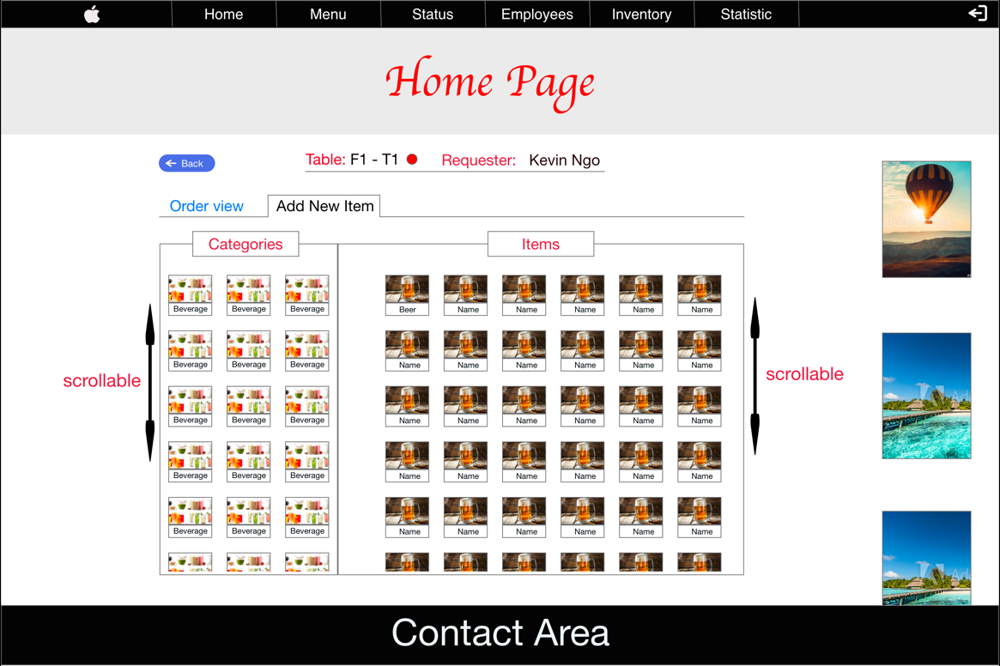 Home Menu Status Employees Inventory Statistic
Home Page
Back Table: F1 - T1 Requester: Kevin Ngo
Order view Add New Item
Categories Items
Beverage Beverage Beverage Beer Name Name Name Name Name
Beverage Beverage Beverage Name Name Name Name Name Name
scrollable scrollable
Beverage Beverage Beverage Name Name Name Name Name Name
Beverage Beverage Beverage Name Name Name Name Name Name
Beverage Beverage Beverage Name Name Name Name Name Name
Contact Area